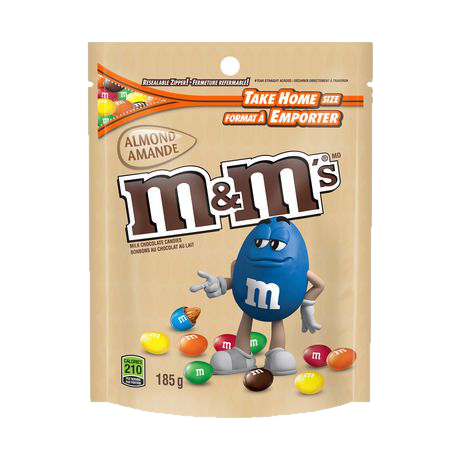 RESEALABLE ZIPPER! • FERMETURE REFERMABLE!
TAKE HOME SIZE
FORMAT À EMPORTER
ALMOND
AMANDE
m&m's
®
MD
MILK CHOCOLATE CANDIES
BONBONS AU CHOCOLAT AU LAIT
m
m
m
m
m
m
CALORIES
210
185 g